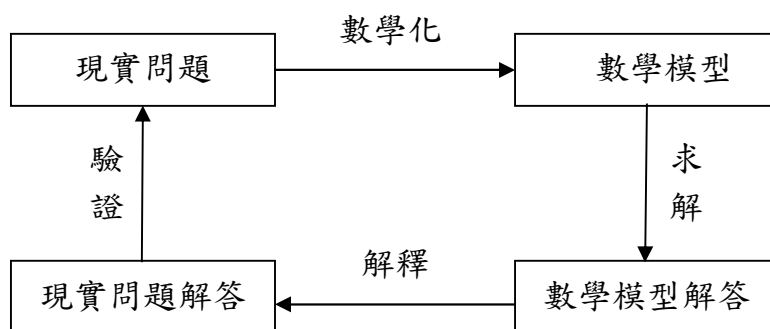 數學化
現實問題
數學模型
驗
證
求
解
解釋
現實問題解答
數學模型解答